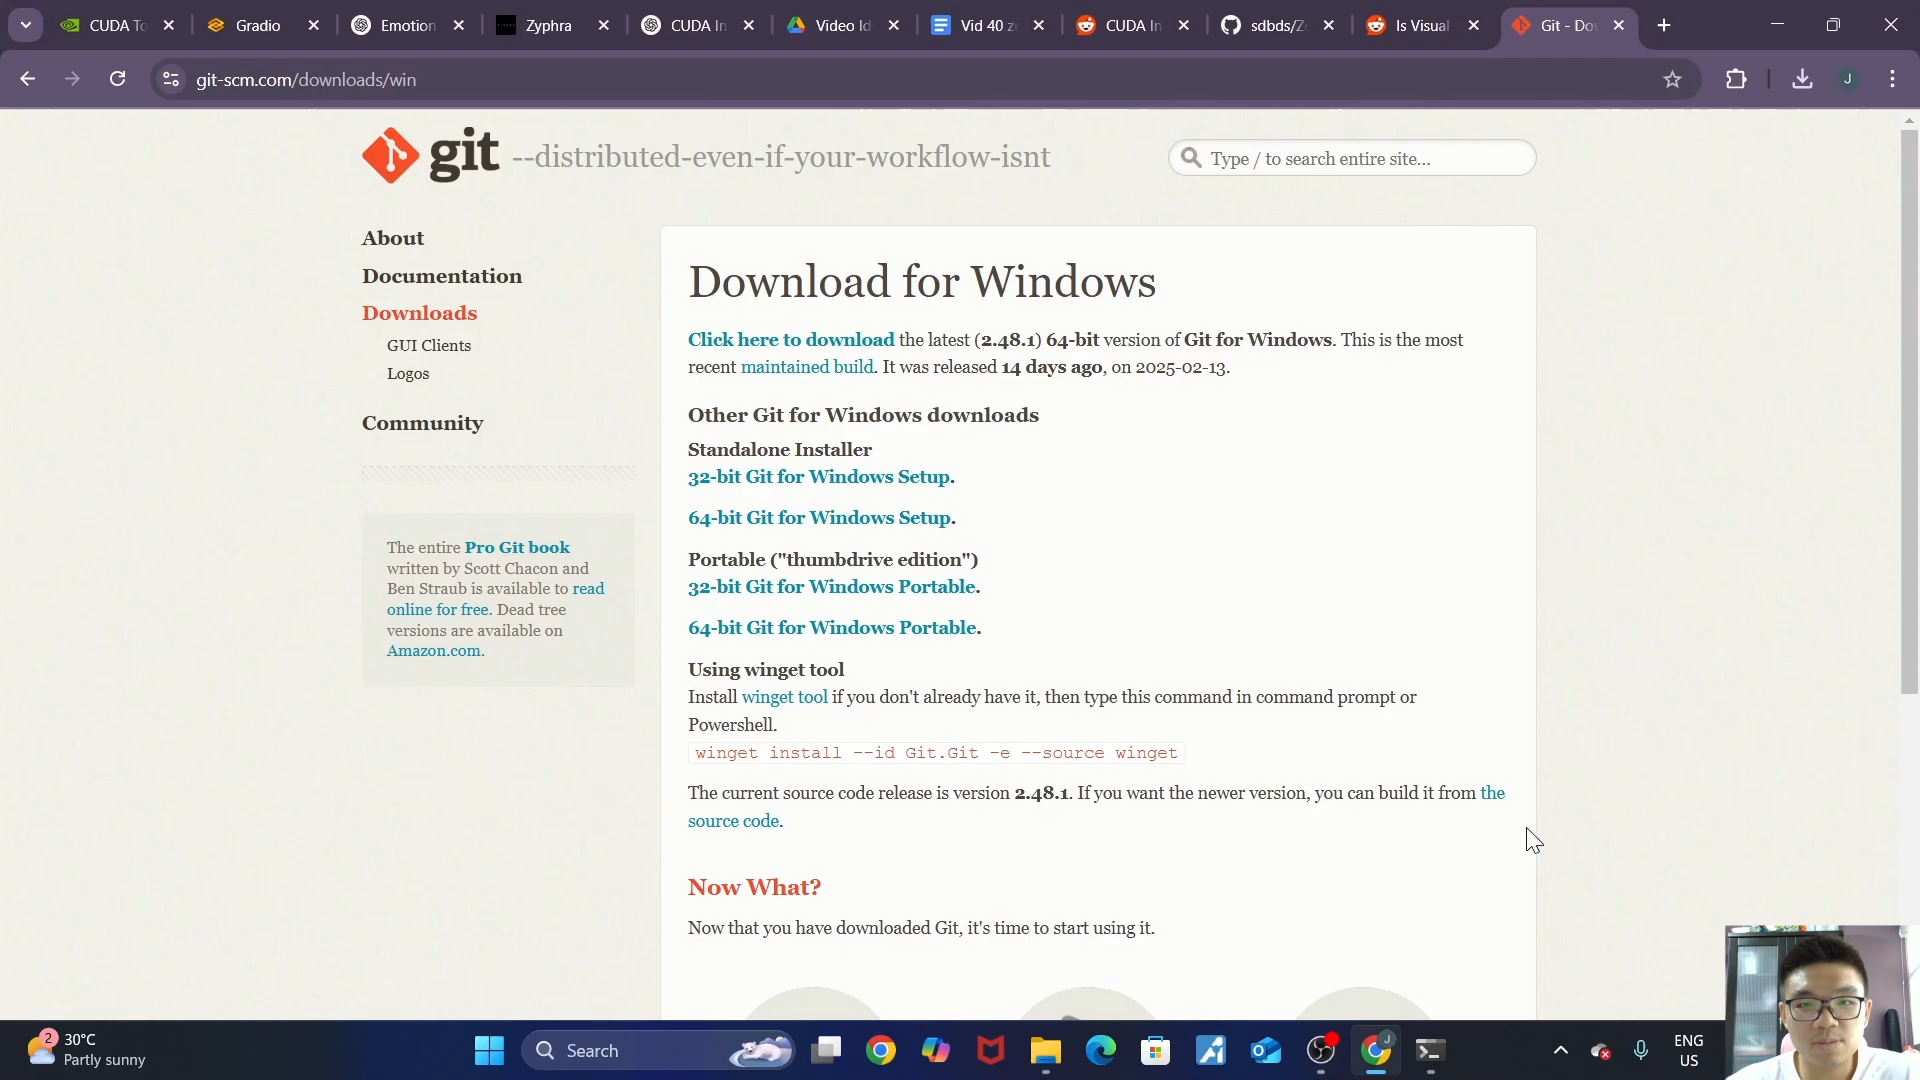 CUDA To
Gradio
Emotion
Zyphra
CUDA In
Video Id
Vid 40 z
CUDA In
sdbds/Z
Is Visual
Git - Do
git-scm.com/downloads/win
J
git --distributed-even-if-your-workflow-isnt
Type / to search entire site...
About
Documentation
Downloads
GUI Clients
Logos
Community
The entire Pro Git book
written by Scott Chacon and
Ben Straub is available to read
online for free. Dead tree
versions are available on
Amazon.com.
Download for Windows
Click here to download the latest (2.48.1) 64-bit version of Git for Windows. This is the most
recent maintained build. It was released 14 days ago, on 2025-02-13.
Other Git for Windows downloads
Standalone Installer
32-bit Git for Windows Setup.
64-bit Git for Windows Setup.
Portable ("thumbdrive edition")
32-bit Git for Windows Portable.
64-bit Git for Windows Portable.
Using winget tool
Install winget tool if you don't already have it, then type this command in command prompt or
Powershell.
winget install --id Git.Git -e --source winget
The current source code release is version 2.48.1. If you want the newer version, you can build it from the
source code.
Now What?
Now that you have downloaded Git, it's time to start using it.
2
30°C
Partly sunny
Search
J
ENG
US